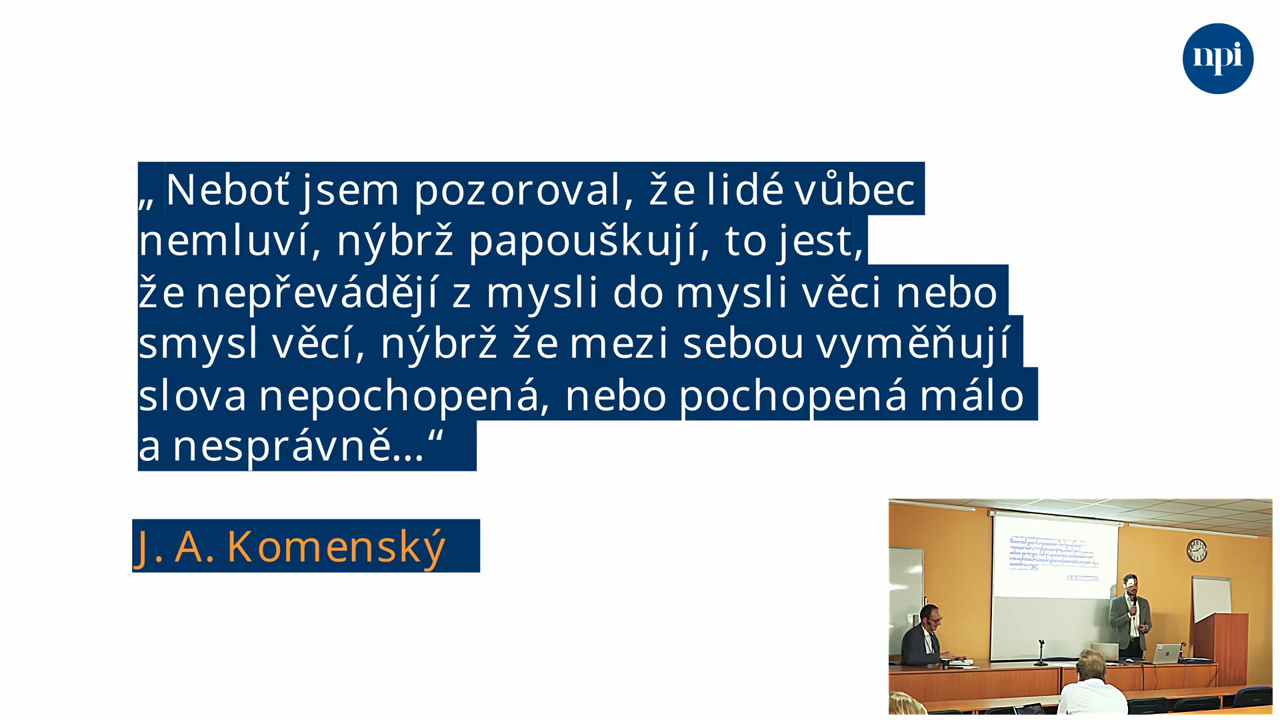 npi
„ Neboť jsem pozoroval, že lidé vůbec
nemluví, nýbrž papouškují, to jest,
že nepřevádějí z mysli do mysli věci nebo
smysl věcí, nýbrž že mezi sebou vyměňují
slova nepochopená, nebo pochopená málo
a nesprávně…“
J. A. Komenský